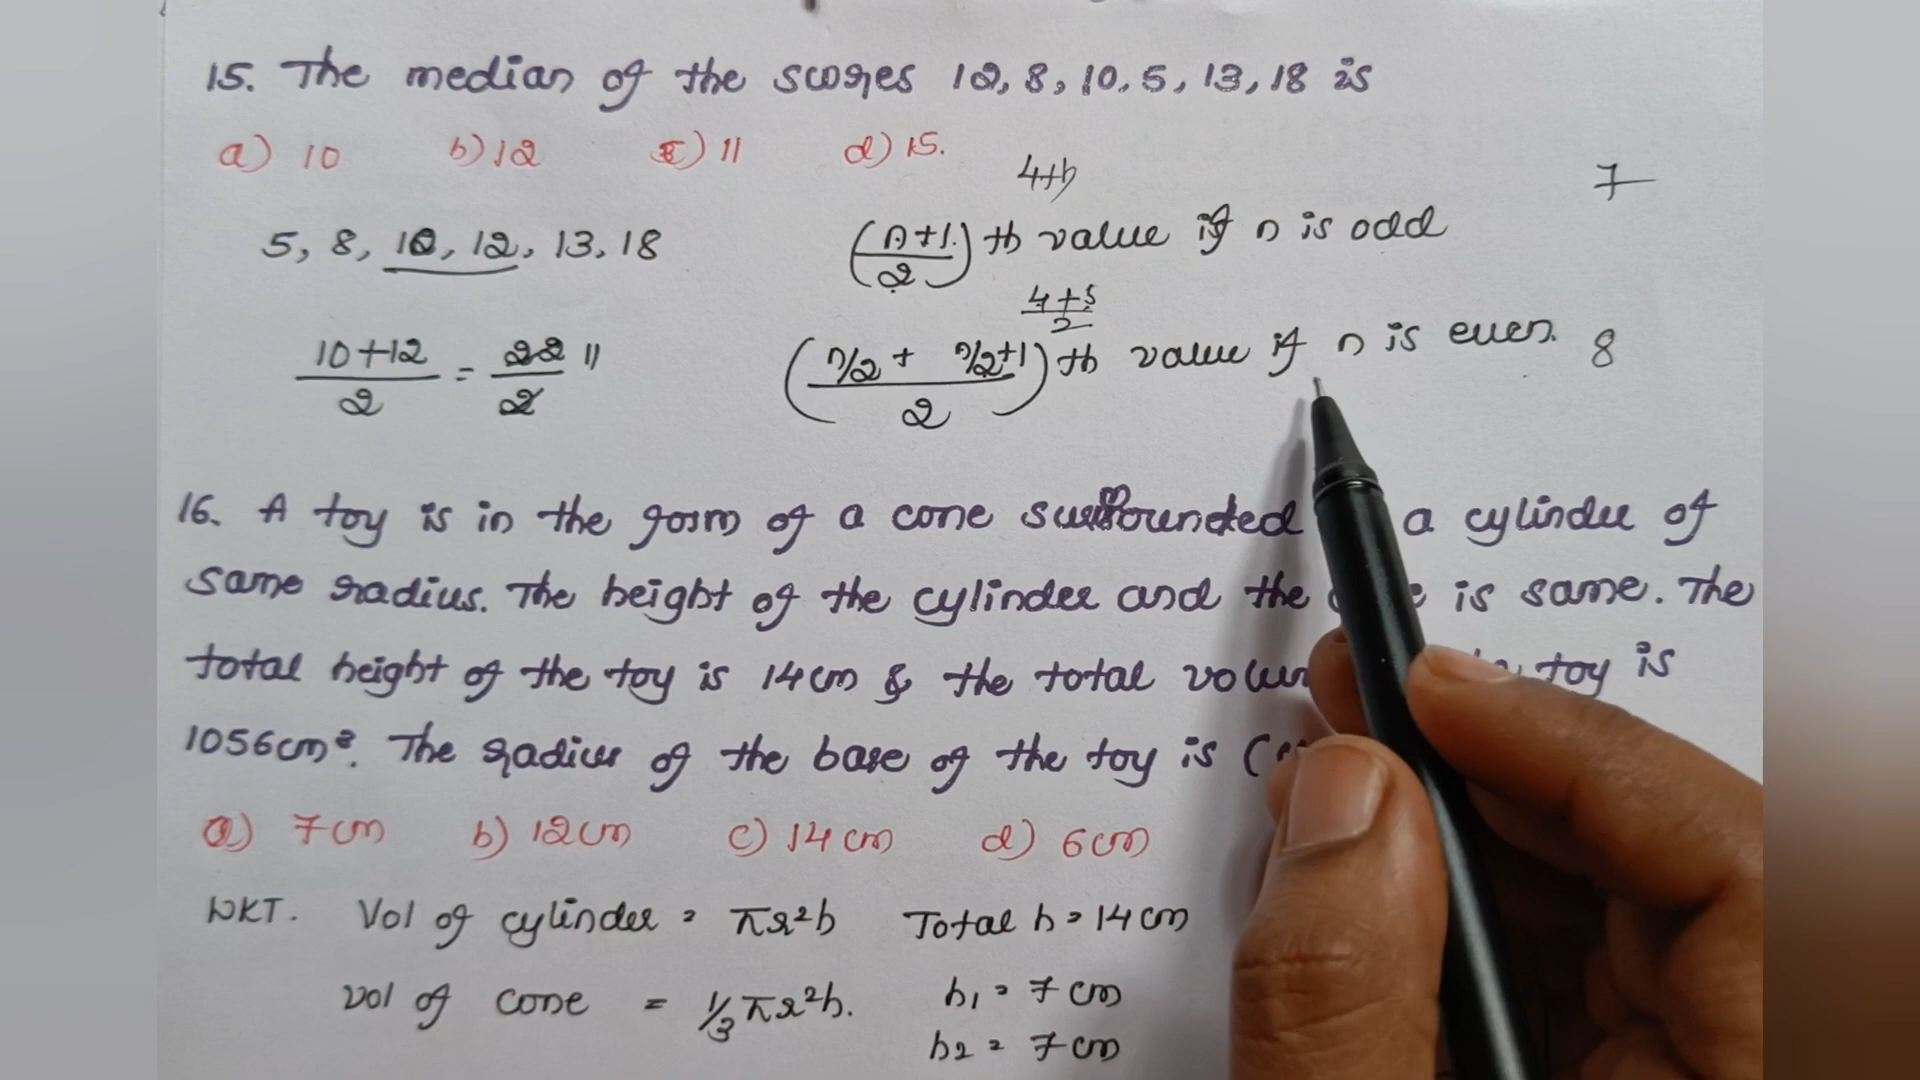 15. The median of the scores 12, 8, 10, 5, 13, 18 is
a) 10 b) 12 c) 11 d) 15.
4th
7
5, 8, 10, 12, 13, 18
(n+1/2)th value if n is odd
4+5/2
10+12/2 = 22/2 11
(n/2 + n/2+1/2)th value if n is even. 8
16. A toy is in the form of a cone surmounted a cylinder of
same radius. The height of the cylinder and the is same. The
total height of the toy is 14cm & the total toy is
1056cm³. The radius of the base of the toy is
a) 7cm b) 12cm c) 14cm d) 6cm
WKT. Vol of cylinder = πr²h Total h = 14cm
vol of cone = 1/3 πr²h. h1 = 7cm
h2 = 7cm